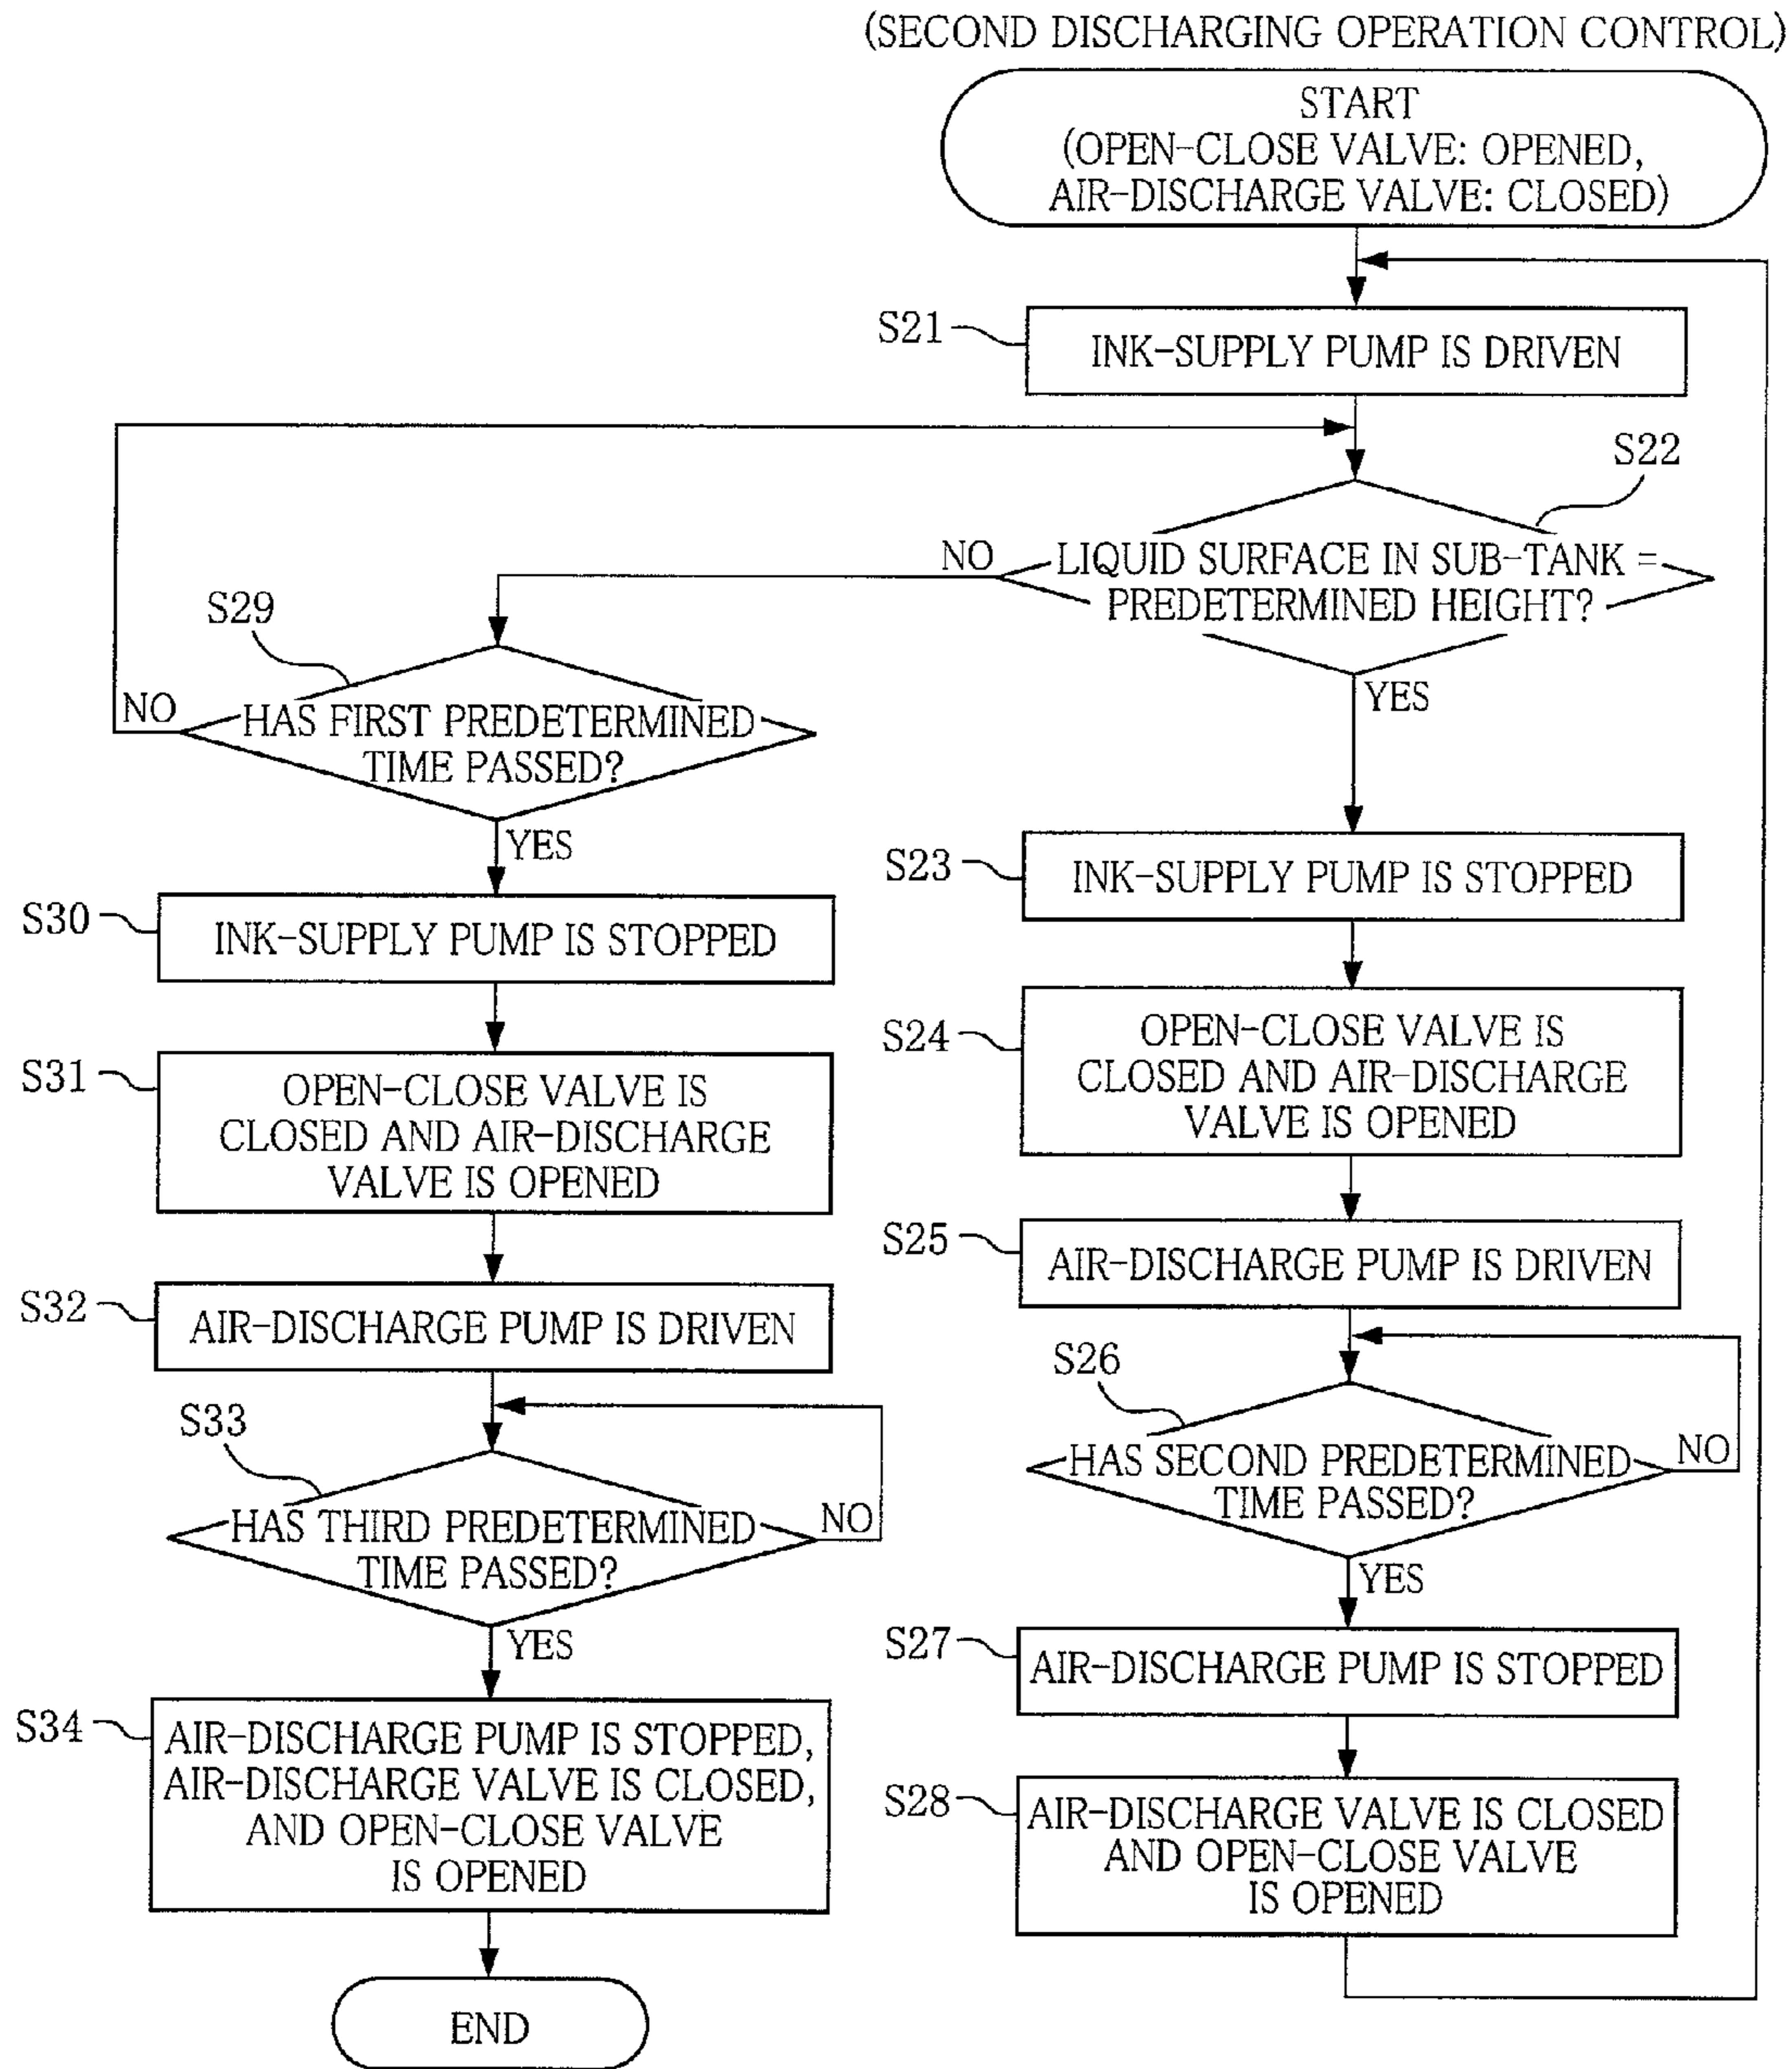 (SECOND DISCHARGING OPERATION CONTROL)
START
(OPEN-CLOSE VALVE: OPENED,
AIR-DISCHARGE VALVE: CLOSED)
S21
INK-SUPPLY PUMP IS DRIVEN
S22
LIQUID SURFACE IN SUB-TANK =
PREDETERMINED HEIGHT?
NO
YES
S23
INK-SUPPLY PUMP IS STOPPED
S24
OPEN-CLOSE VALVE IS
CLOSED AND AIR-DISCHARGE
VALVE IS OPENED
S25
AIR-DISCHARGE PUMP IS DRIVEN
S26
HAS SECOND PREDETERMINED
TIME PASSED?
NO
YES
S27
AIR-DISCHARGE PUMP IS STOPPED
S28
AIR-DISCHARGE VALVE IS CLOSED
AND OPEN-CLOSE VALVE
IS OPENED
S29
HAS FIRST PREDETERMINED
TIME PASSED?
NO
YES
S30
INK-SUPPLY PUMP IS STOPPED
S31
OPEN-CLOSE VALVE IS
CLOSED AND AIR-DISCHARGE
VALVE IS OPENED
S32
AIR-DISCHARGE PUMP IS DRIVEN
S33
HAS THIRD PREDETERMINED
TIME PASSED?
NO
YES
S34
AIR-DISCHARGE PUMP IS STOPPED,
AIR-DISCHARGE VALVE IS CLOSED,
AND OPEN-CLOSE VALVE
IS OPENED
END